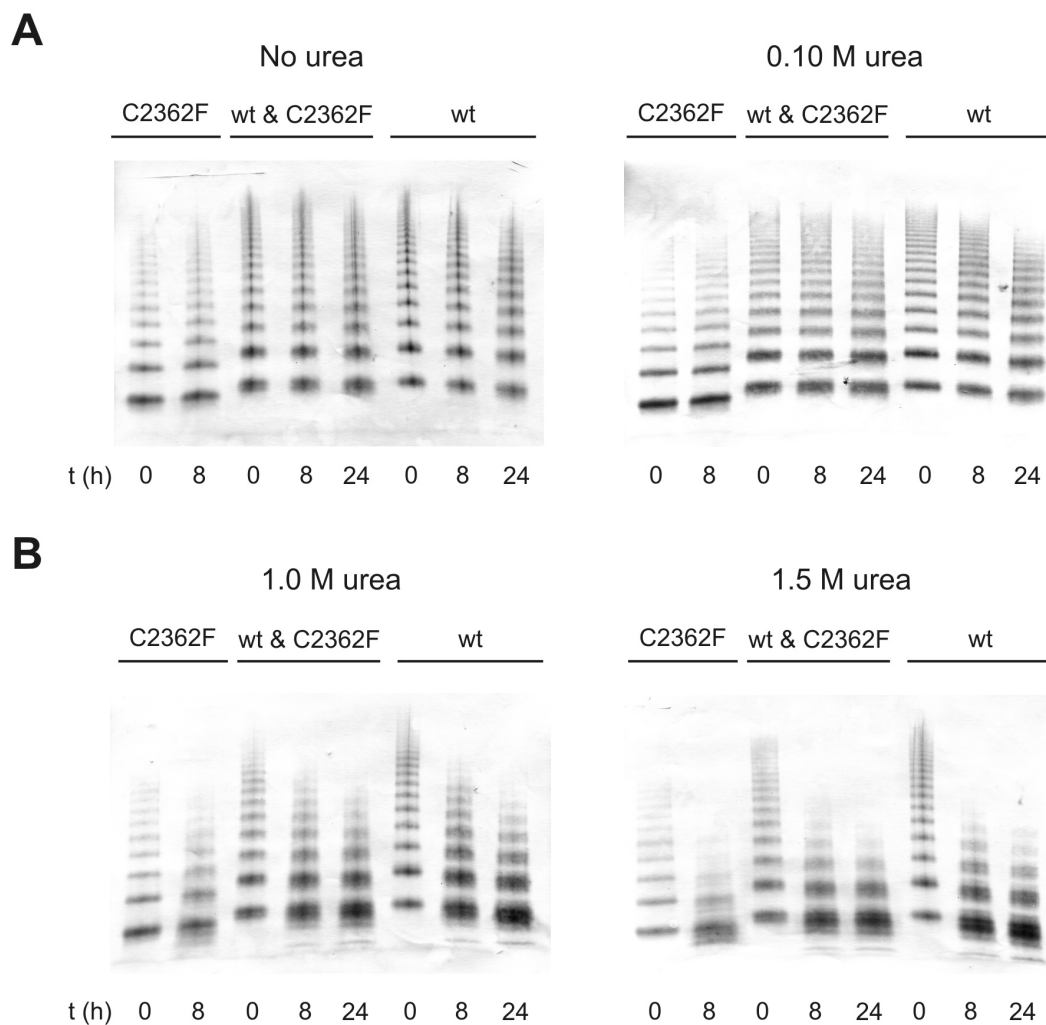 A
No urea
0.10 M urea
C2362F wt & C2362F wt
C2362F wt & C2362F wt
t (h) 0 8 0 8 24 0 8 24
0 8 0 8 24 0 8 24
B
1.0 M urea
1.5 M urea
C2362F wt & C2362F wt
C2362F wt & C2362F wt
t (h) 0 8 0 8 24 0 8 24
0 8 0 8 24 0 8 24